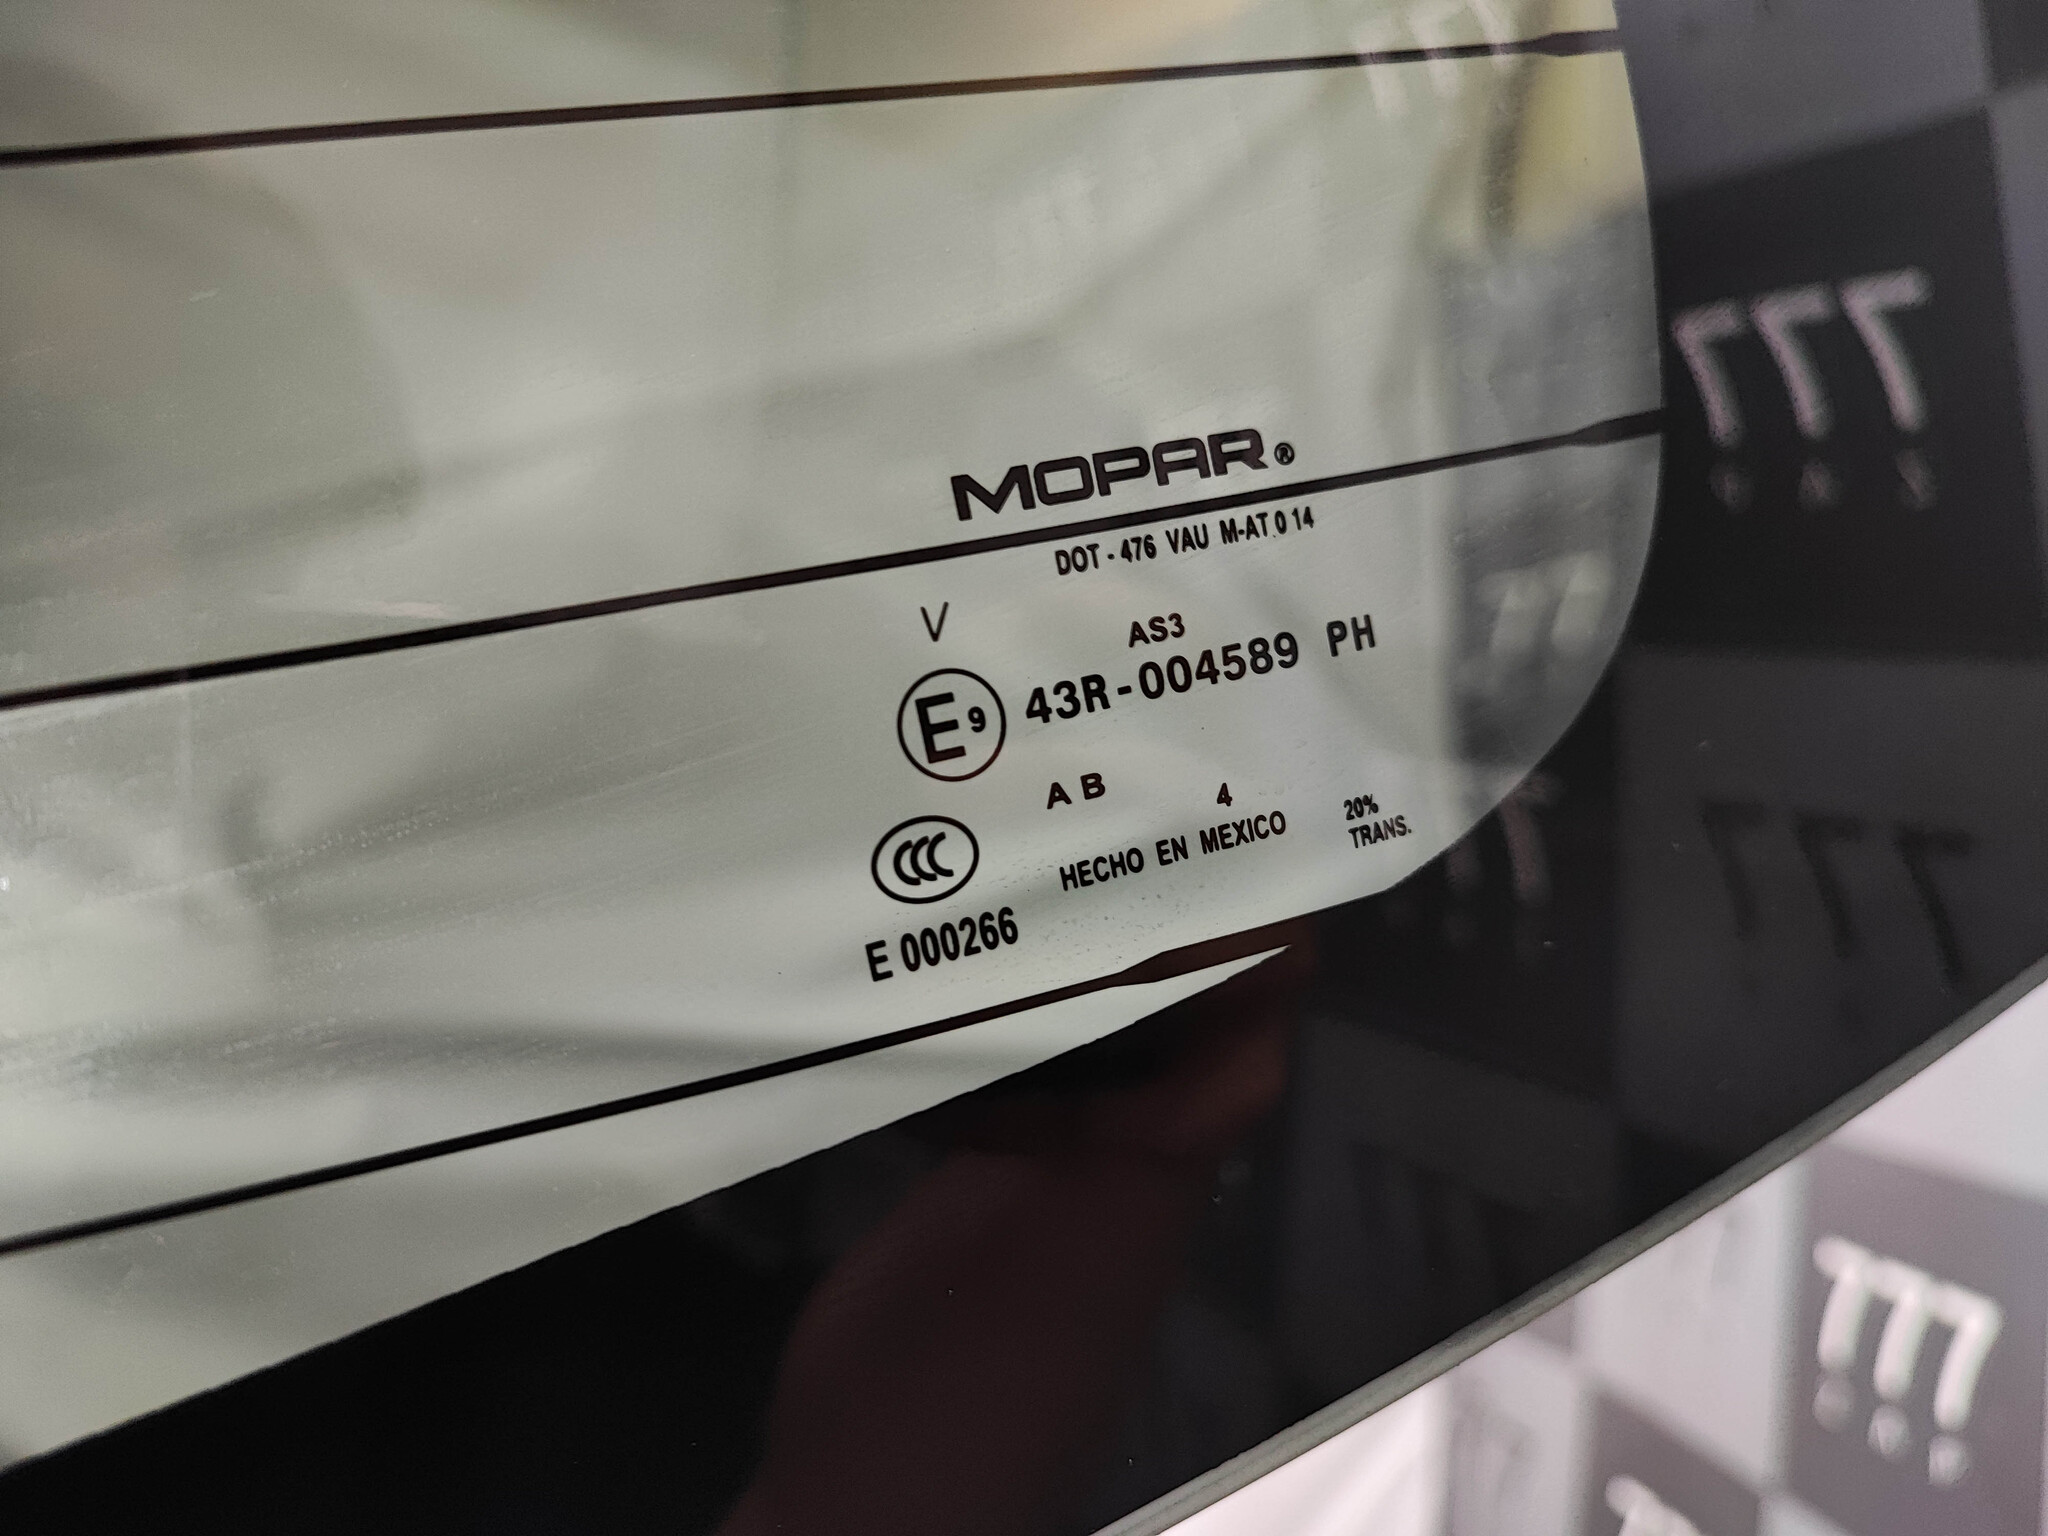 MOPAR®
DOT - 476 VAU M-AT 0 14
V
AS3
E9 43R-004589 PH
A B 4
20%
CCC HECHO EN MEXICO TRANS.
E 000266